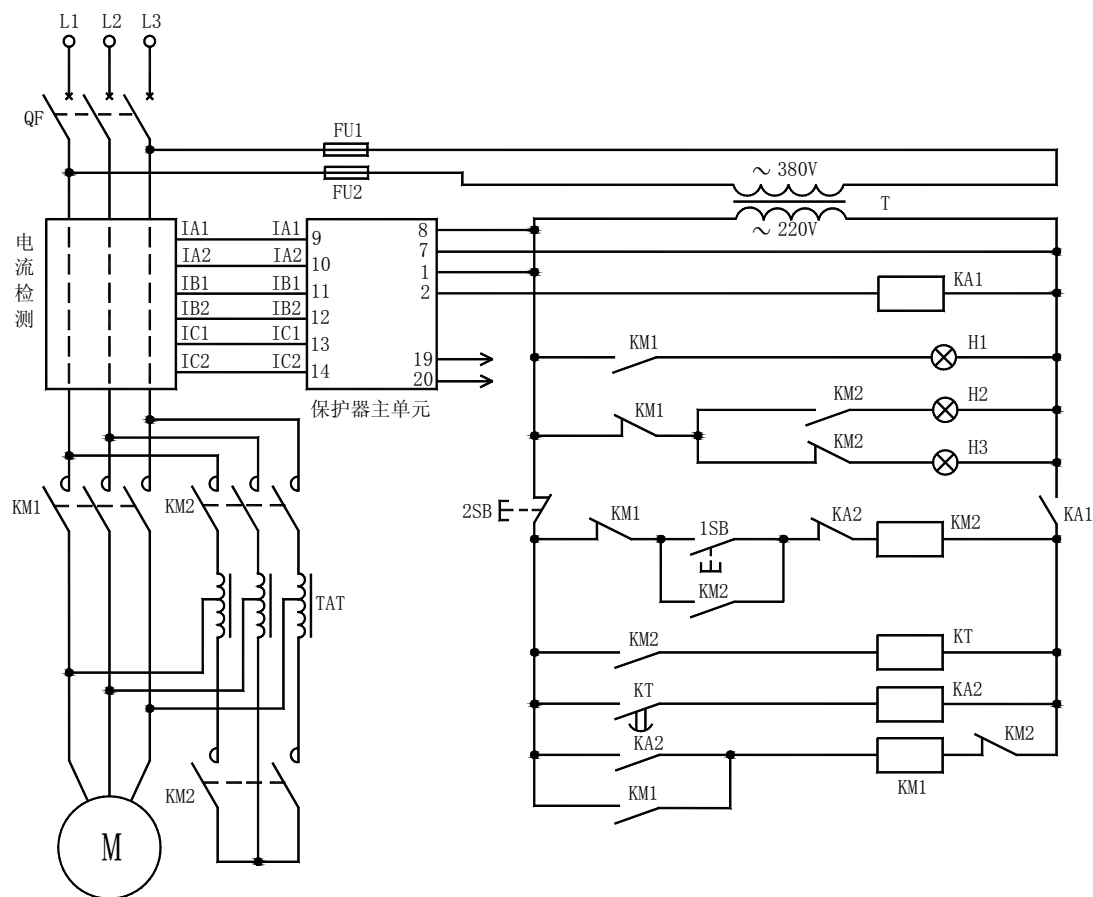 L1 L2 L3
QF
FU1
FU2
～ 380V
T
～ 220V
电流检测
IA1 IA1 9
IA2 IA2 10
IB1 IB1 11
IB2 IB2 12
IC1 IC1 13
IC2 IC2 14
8
7
1
2
19
20
保护器主单元
KA1
KM1 H1
KM1 KM2 H2
KM2 H3
KM1 KM2
2SB KM1 1SB KA2 KM2 KA1
KM2
TAT
KM2 KT
KT KA2
KA2 KM1 KM2
KM1
KM2
M